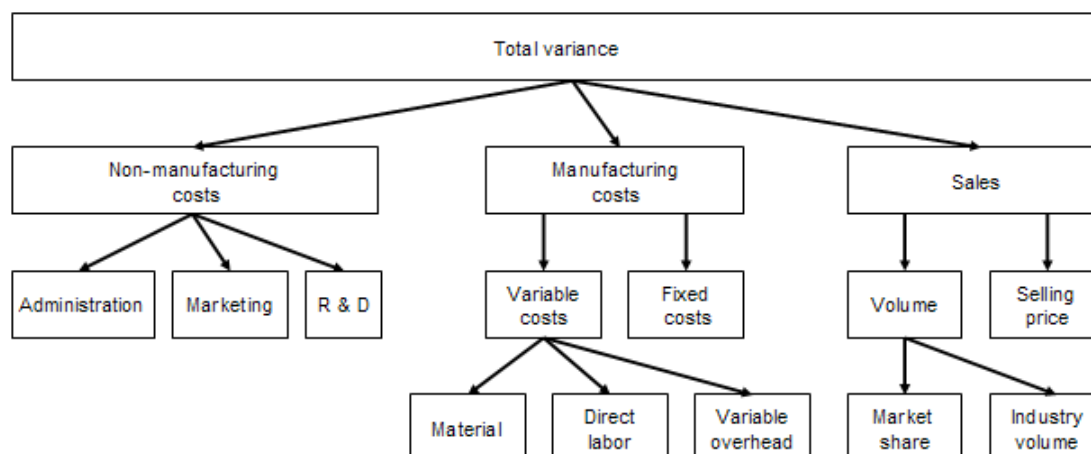 Total variance
Non-manufacturing
costs
Manufacturing
costs
Sales
Administration
Marketing
R & D
Variable
costs
Fixed
costs
Volume
Selling
price
Material
Direct
labor
Variable
overhead
Market
share
Industry
volume